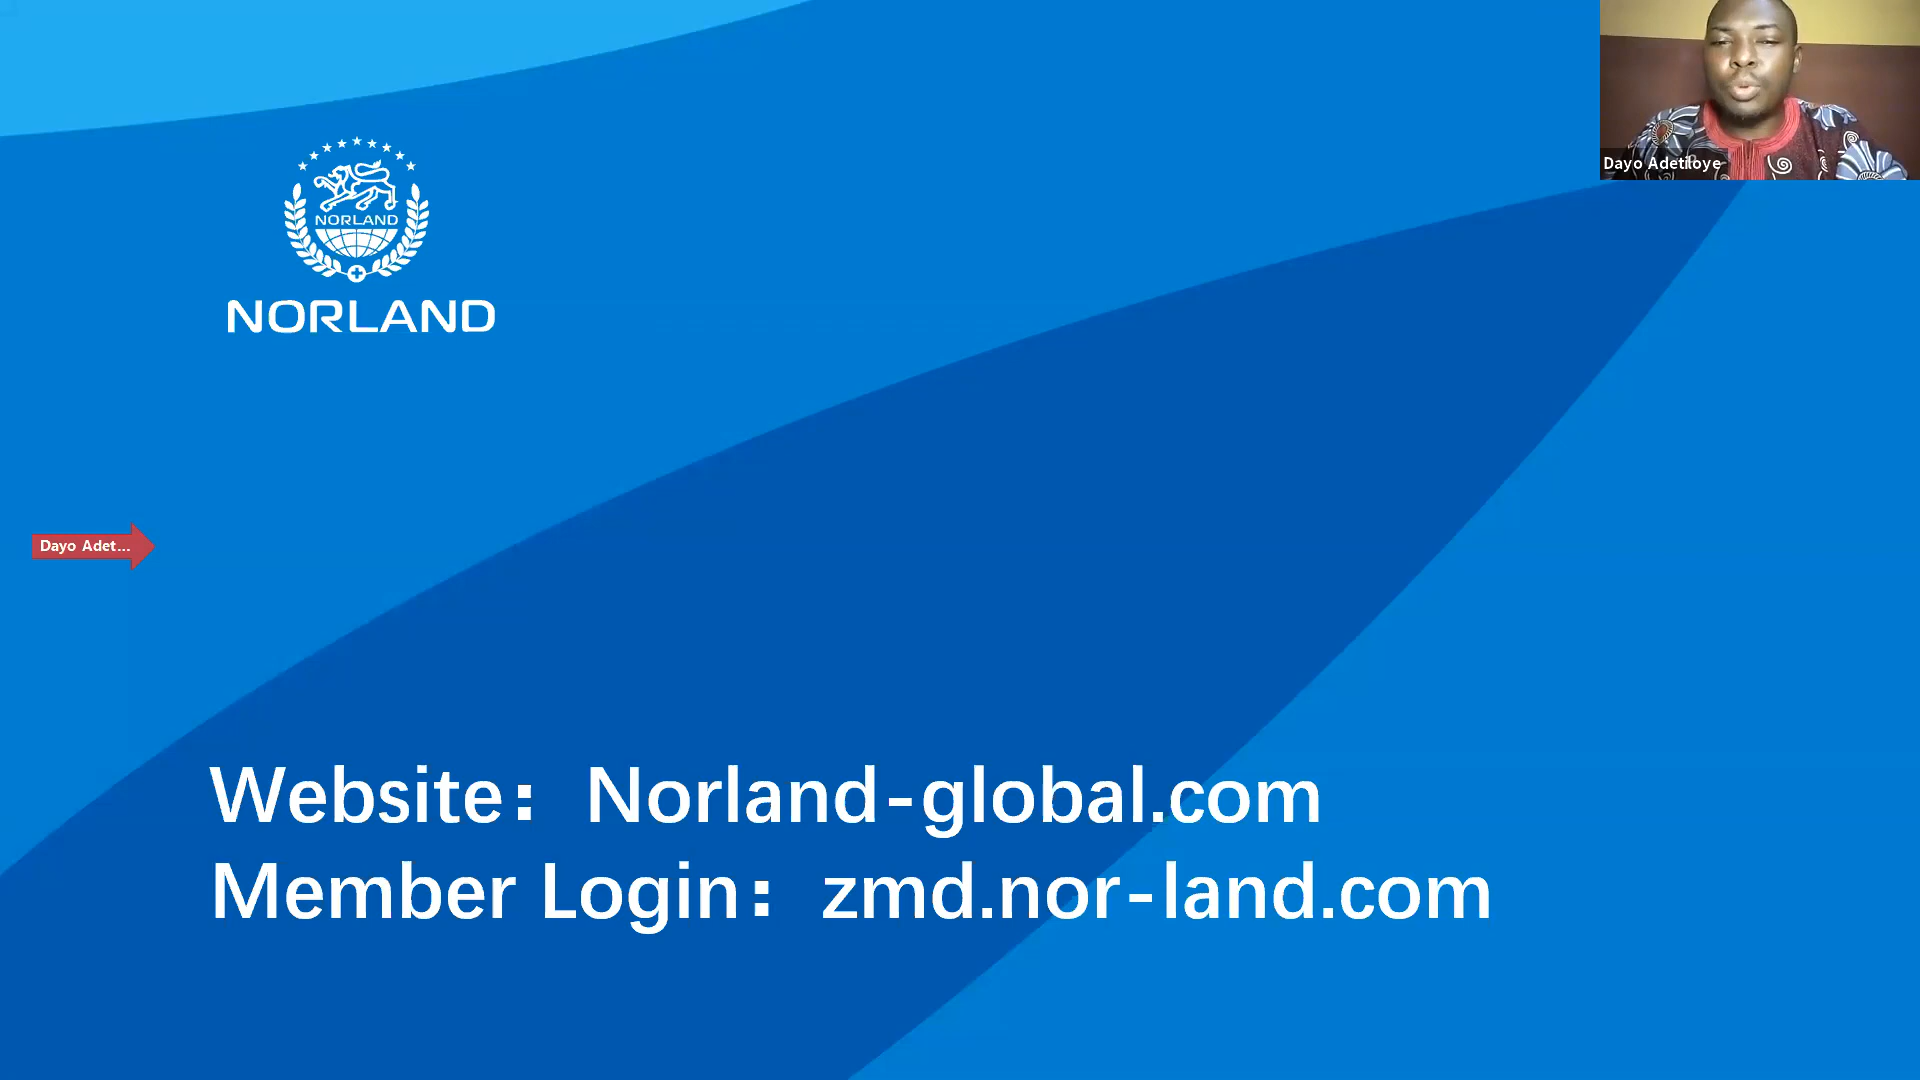 Dayo Adetiloye
NORLAND
NORLAND
Dayo Adet...
Website： Norland-global.com
Member Login： zmd.nor-land.com